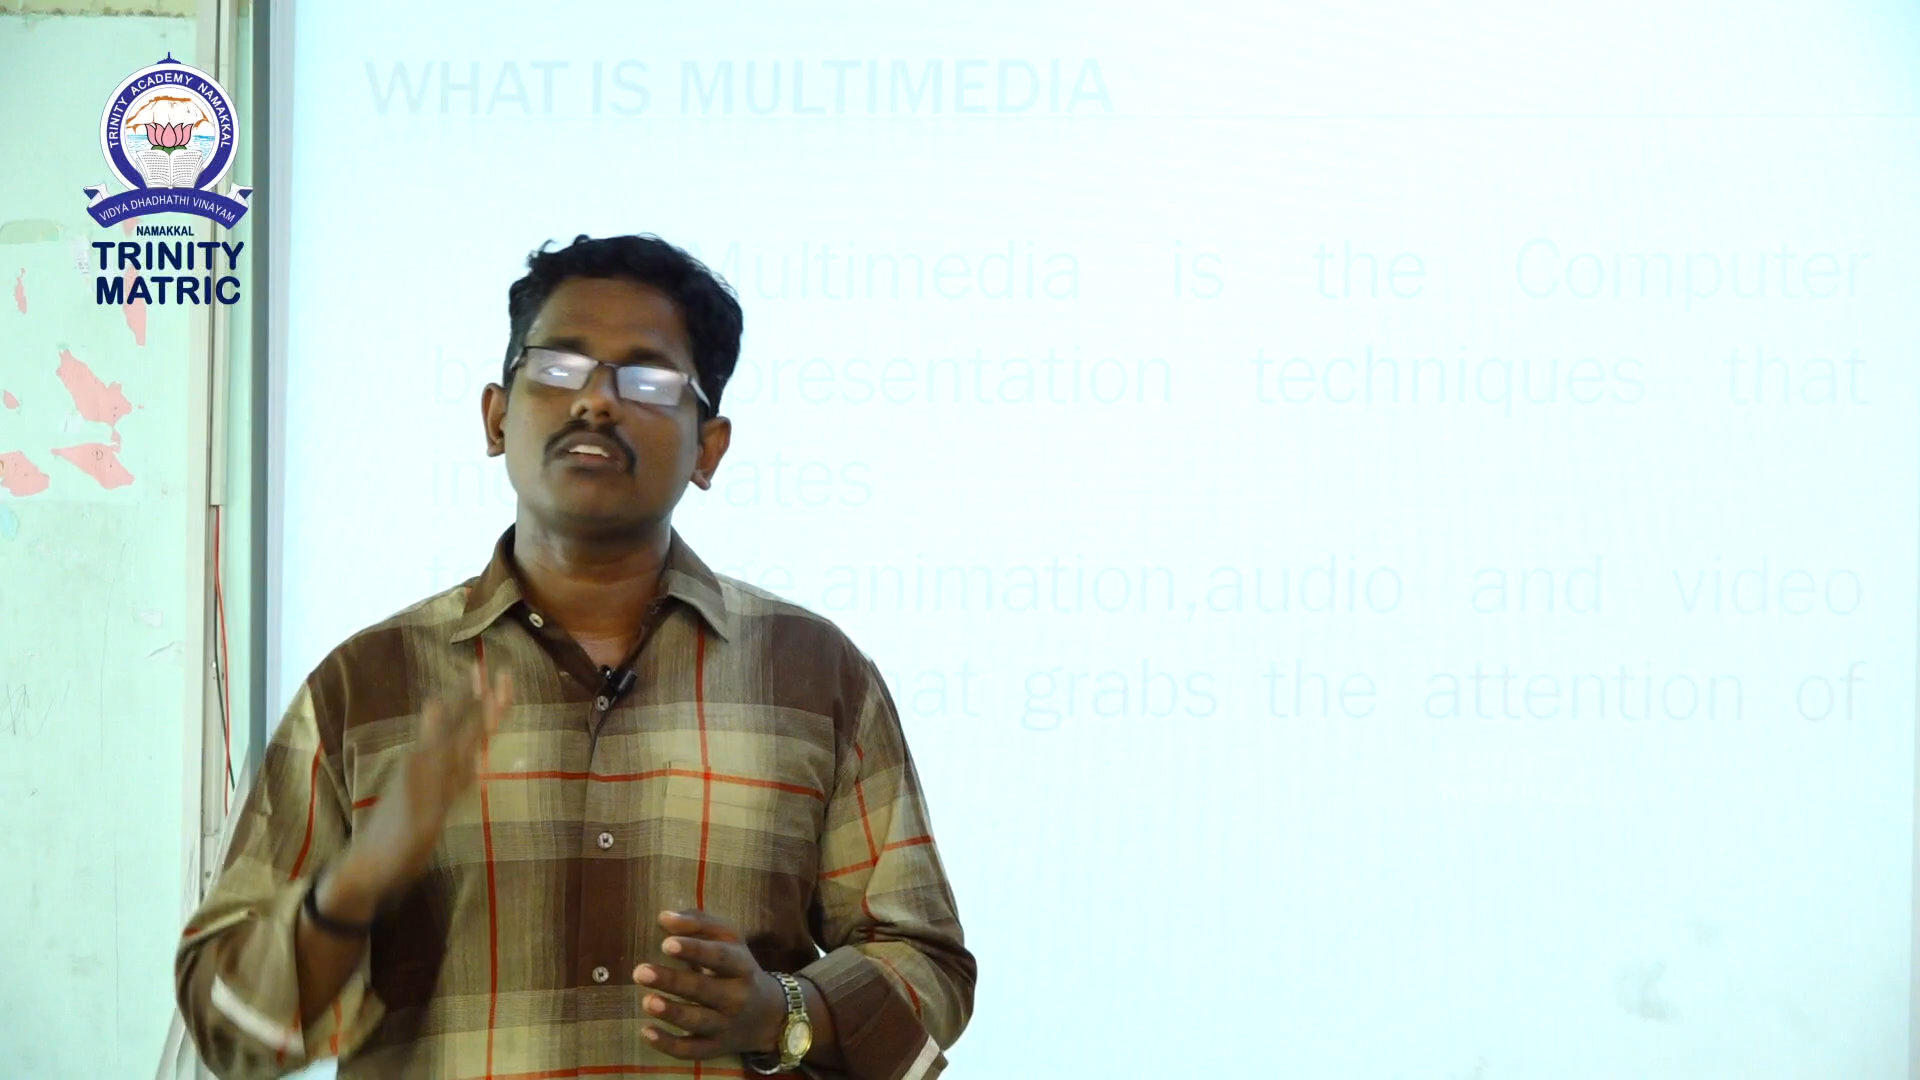 TRINITY ACADEMY NAMAKKAL
VIDYA DHADHATHI VINAYAM
NAMAKKAL
TRINITY
MATRIC
WHAT IS MULTIMEDIA
Multimedia is the Computer
presentation techniques that
animation,audio and video
grabs the attention of